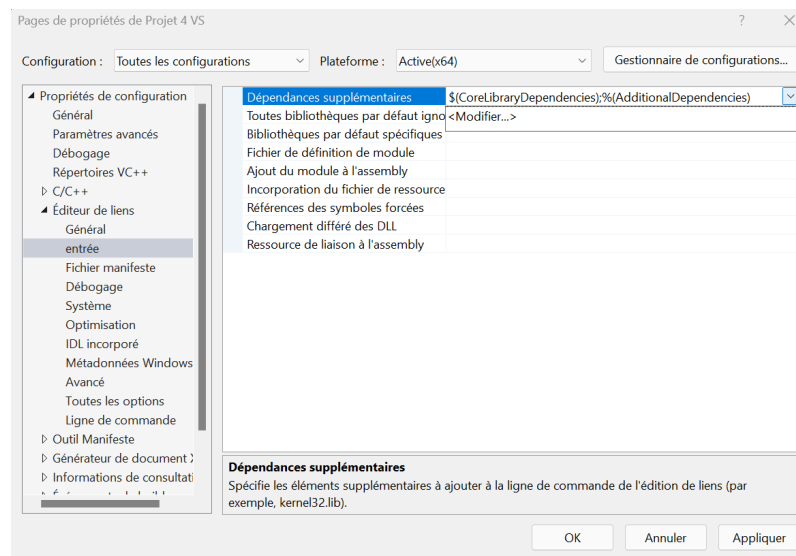 Pages de propriétés de Projet 4 VS
Configuration : Toutes les configurations Plateforme : Active(x64) Gestionnaire de configurations...
Propriétés de configuration
Général
Paramètres avancés
Débogage
Répertoires VC++
C/C++
Éditeur de liens
Général
entrée
Fichier manifeste
Débogage
Système
Optimisation
IDL incorporé
Métadonnées Windows
Avancé
Toutes les options
Ligne de commande
Outil Manifeste
Générateur de document
Informations de consultati
Dépendances supplémentaires $(CoreLibraryDependencies);%(AdditionalDependencies)
Toutes bibliothèques par défaut igno <Modifier...>
Bibliothèques par défaut spécifiques
Fichier de définition de module
Ajout du module à l'assembly
Incorporation du fichier de ressource
Références des symboles forcées
Chargement différé des DLL
Ressource de liaison à l'assembly
Dépendances supplémentaires
Spécifie les éléments supplémentaires à ajouter à la ligne de commande de l'édition de liens (par
exemple, kernel32.lib).
OK Annuler Appliquer